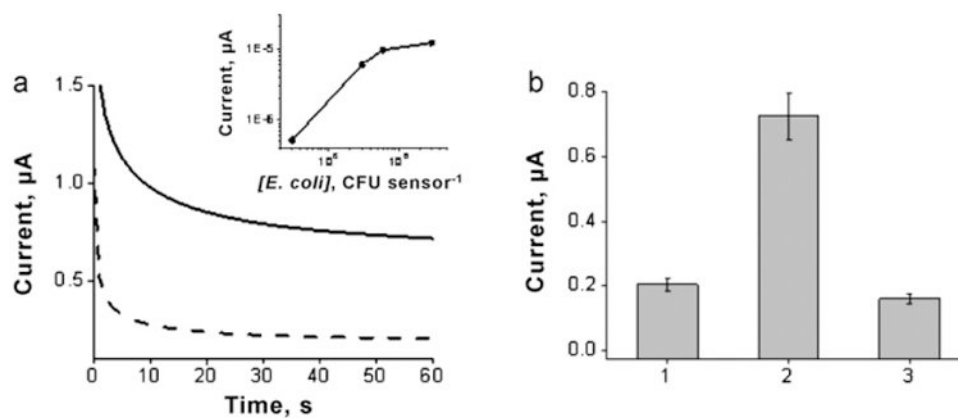 a
Current, µA
1.5
1.0
0.5
0
10
20
30
40
50
60
Time, s
Current, µA
1E-5
1E-6
10⁶
10⁸
[E. coli], CFU sensor⁻¹
b
Current, µA
0.8
0.6
0.4
0.2
0.0
1
2
3